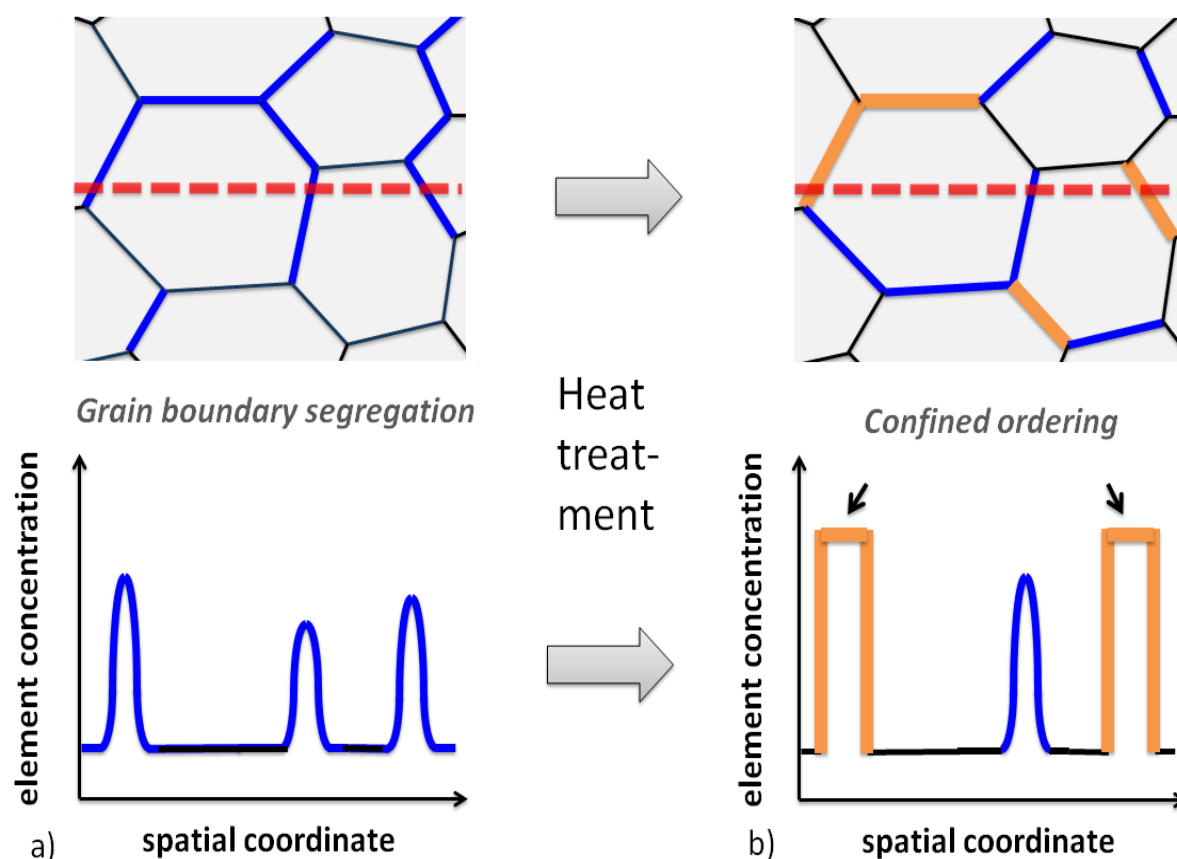 Grain boundary segregation
Heat
treat-
ment
Confined ordering
element concentration
element concentration
a)
spatial coordinate
b)
spatial coordinate